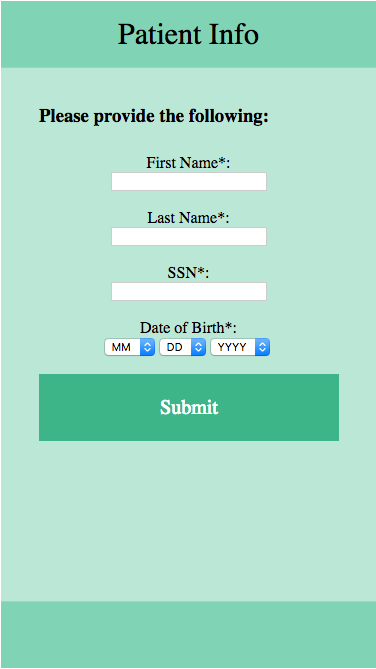 Patient Info
Please provide the following:
First Name*:
Last Name*:
SSN*:
Date of Birth*:
MM DD YYYY
Submit